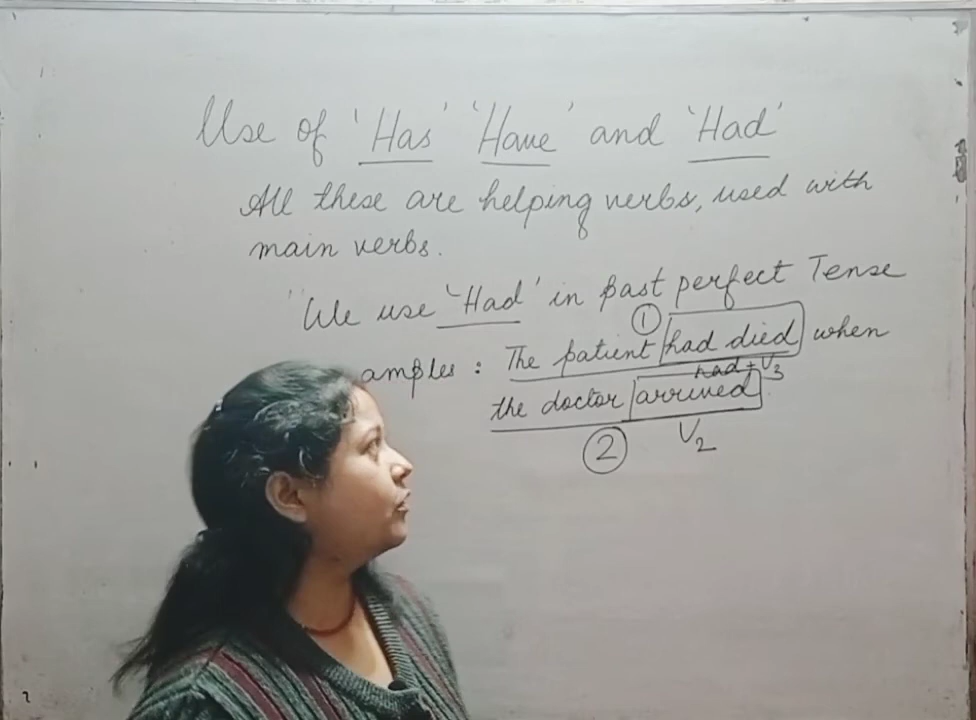 Use of 'Has' 'Have' and 'Had'
All these are helping verbs, used with
main verbs.
"We use 'Had' in past perfect Tense
①
amples : The patient had died when
had + V3
the doctor arrived.
② V2